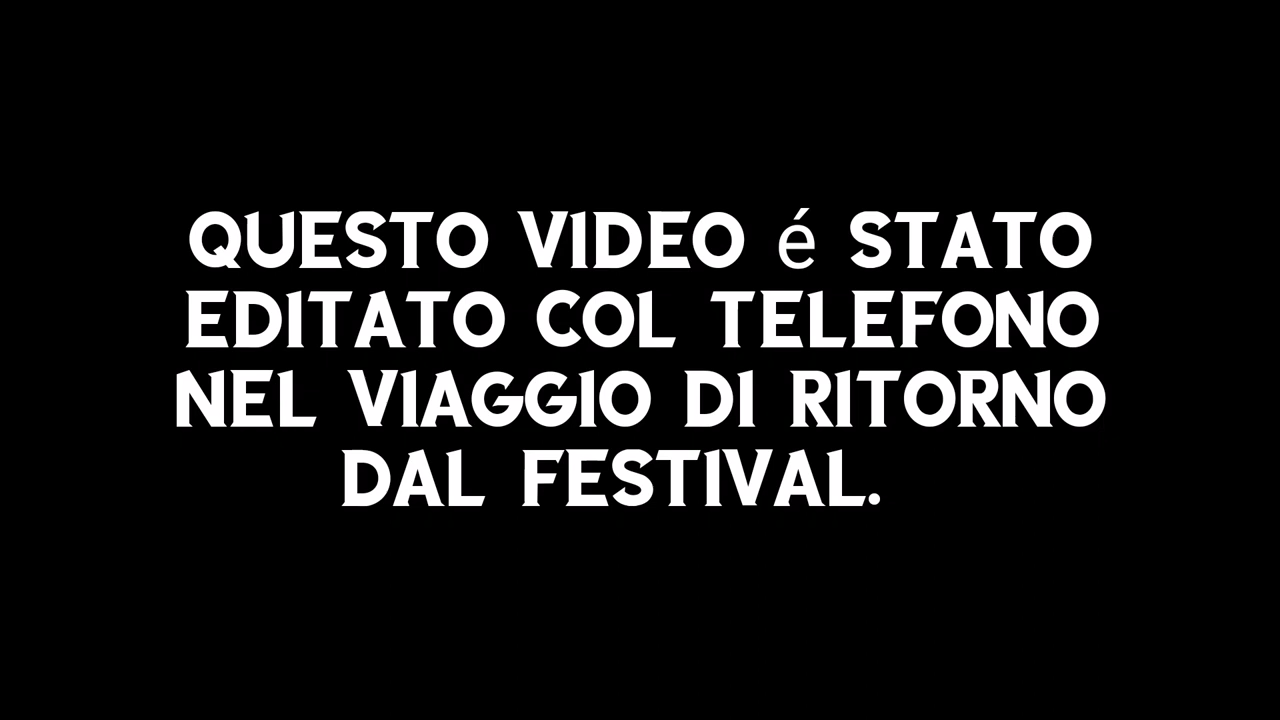 QUESTO VIDEO é STATO
EDITATO COL TELEFONO
NEL VIAGGIO DI RITORNO
DAL FESTIVAL.